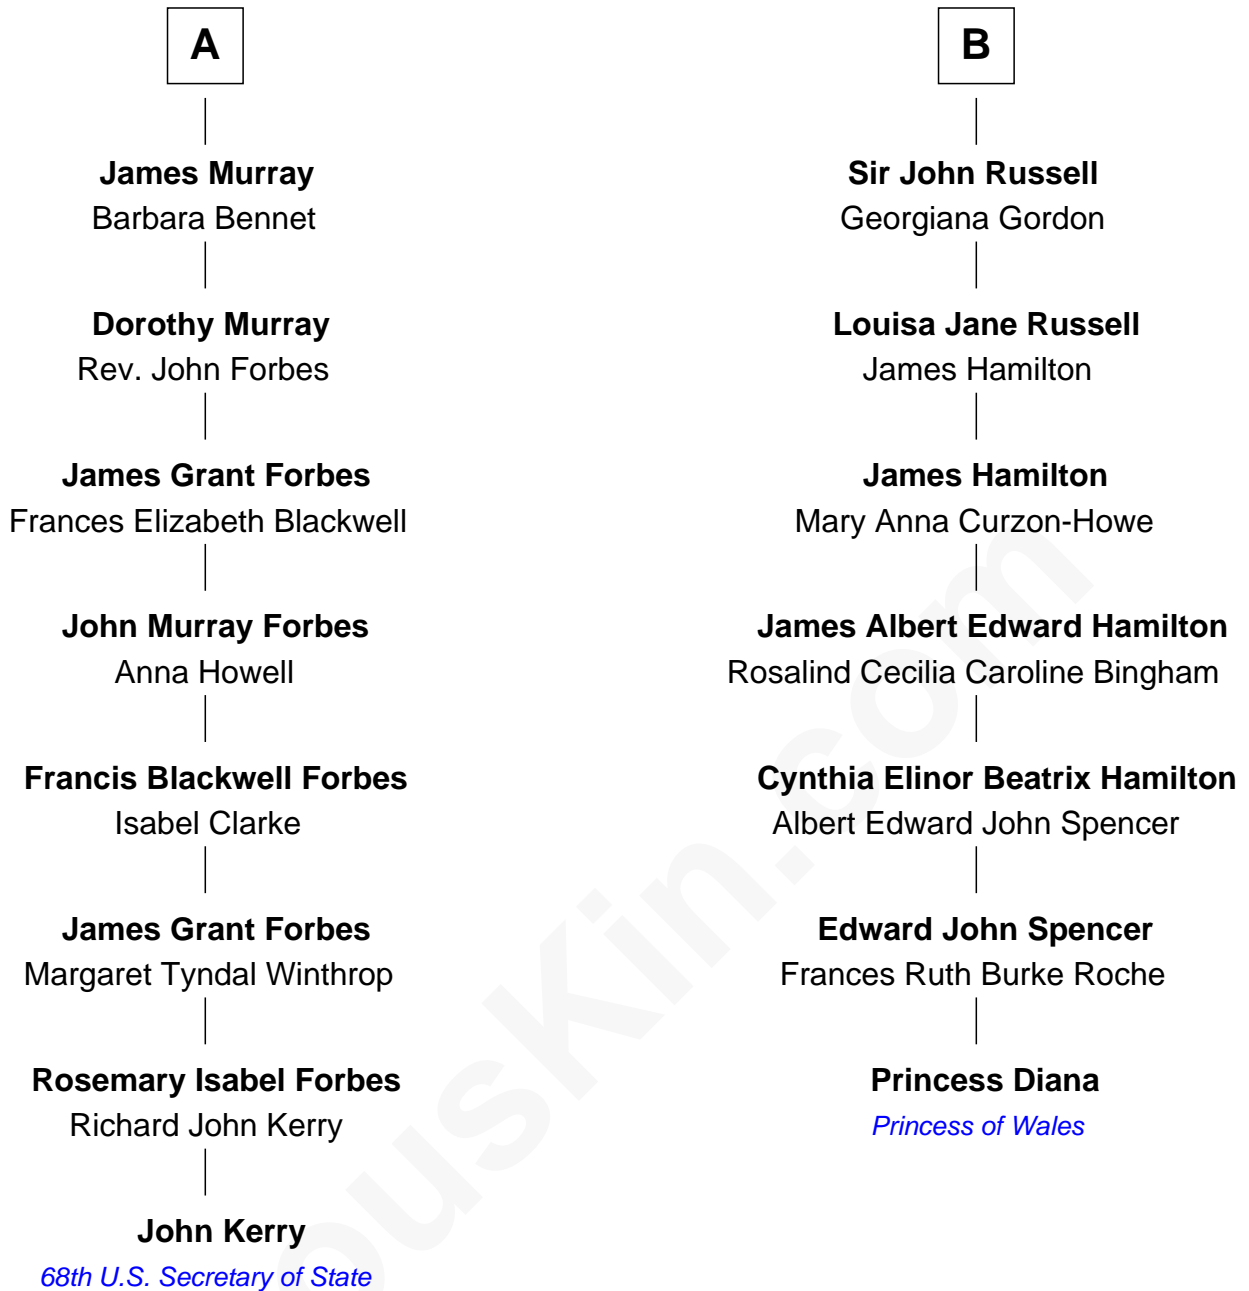 A
James Murray
Barbara Bennet
Dorothy Murray
Rev. John Forbes
James Grant Forbes
Frances Elizabeth Blackwell
John Murray Forbes
Anna Howell
Francis Blackwell Forbes
Isabel Clarke
James Grant Forbes
Margaret Tyndal Winthrop
Rosemary Isabel Forbes
Richard John Kerry
John Kerry
68th U.S. Secretary of State
B
Sir John Russell
Georgiana Gordon
Louisa Jane Russell
James Hamilton
James Hamilton
Mary Anna Curzon-Howe
James Albert Edward Hamilton
Rosalind Cecilia Caroline Bingham
Cynthia Elinor Beatrix Hamilton
Albert Edward John Spencer
Edward John Spencer
Frances Ruth Burke Roche
Princess Diana
Princess of Wales
ousKin.com